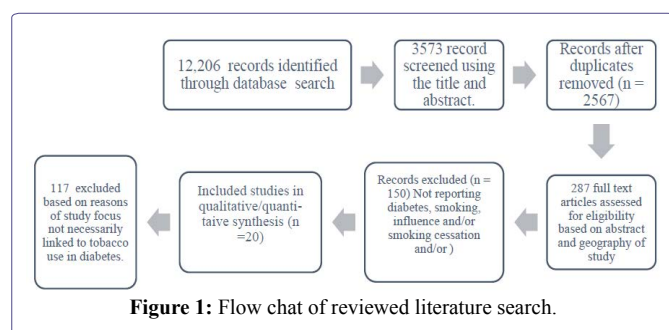 12,206 records identified
through database search
3573 record
screened using
the title and
abstract.
Records after
duplicates
removed (n =
2567)
117 excluded
based on reasons
of study focus
not necessarily
linked to tobacco
use in diabetes.
Included studies in
qualitative/quanti-
taive synthesis (n
=20)
Records excluded (n =
150) Not reporting
diabetes, smoking,
influence and/or
smoking cessation
and/or )
287 full text
articles assessed
for eligibility
based on abstract
and geography of
study
Figure 1: Flow chat of reviewed literature search.